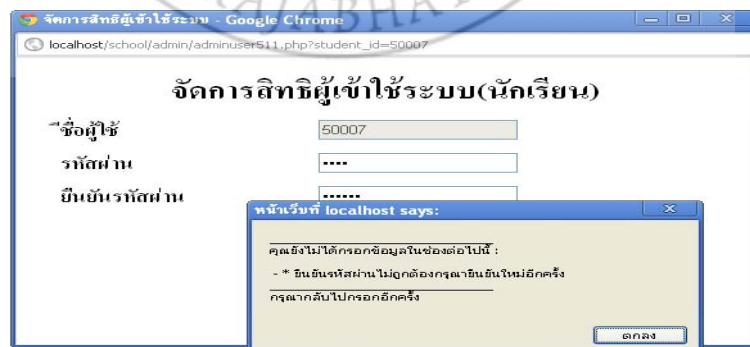 RAJABHA
จัดการสิทธิผู้เข้าใช้ระบบ - Google Chrome
localhost/school/admin/adminuser511.php?student_id=50007
จัดการสิทธิผู้เข้าใช้ระบบ(นักเรียน)
ชื่อผู้ใช้
50007
รหัสผ่าน
••••
ยืนยันรหัสผ่าน
••••••
หน้าเว็บที่ localhost says:
คุณยังไม่ได้กรอกข้อมูลในช่องต่อไปนี้ :
- * ยืนยันรหัสผ่านไม่ถูกต้องกรุณายืนยันใหม่อีกครั้ง
กรุณากลับไปกรอกอีกครั้ง
ตกลง